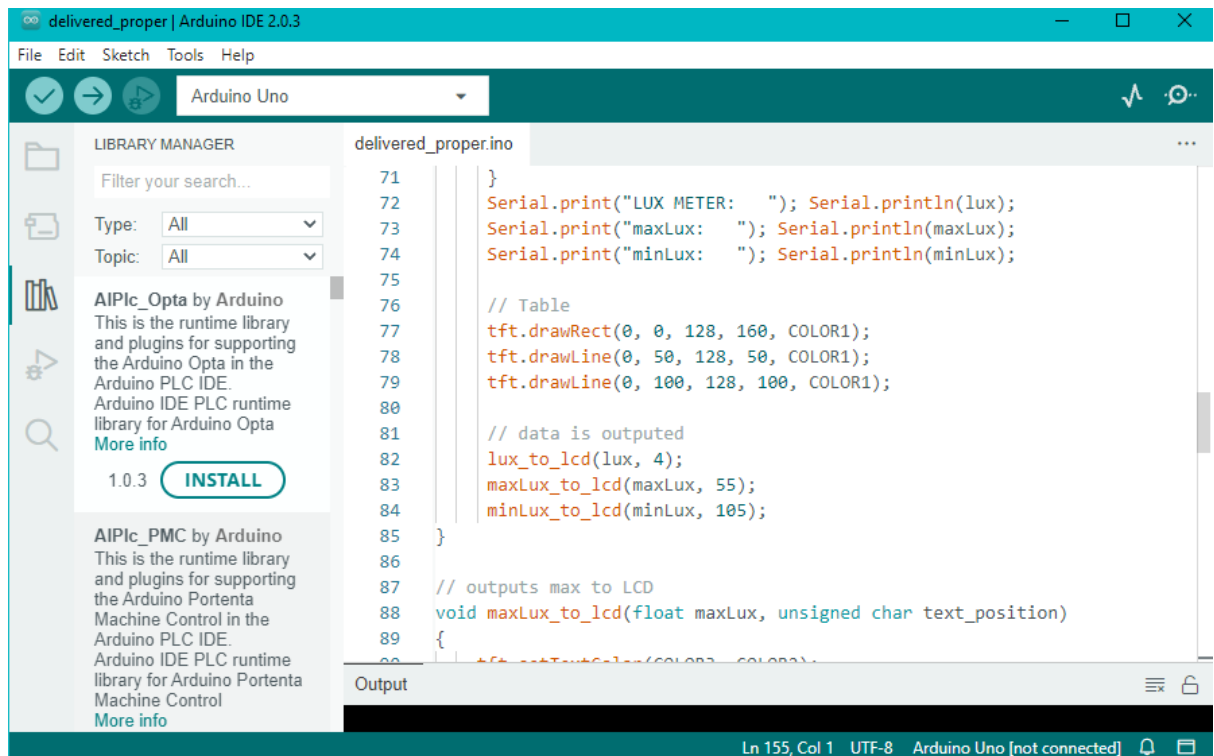 delivered_proper | Arduino IDE 2.0.3
File Edit Sketch Tools Help
Arduino Uno
LIBRARY MANAGER
Filter your search...
Type: All
Topic: All
AIPlc_Opta by Arduino
This is the runtime library
and plugins for supporting
the Arduino Opta in the
Arduino PLC IDE.
Arduino IDE PLC runtime
library for Arduino Opta
More info
1.0.3 INSTALL
AIPlc_PMC by Arduino
This is the runtime library
and plugins for supporting
the Arduino Portenta
Machine Control in the
Arduino PLC IDE.
Arduino IDE PLC runtime
library for Arduino Portenta
Machine Control
More info
delivered_proper.ino
71 }
72 Serial.print("LUX METER:   "); Serial.println(lux);
73 Serial.print("maxLux:   "); Serial.println(maxLux);
74 Serial.print("minLux:   "); Serial.println(minLux);
75
76 // Table
77 tft.drawRect(0, 0, 128, 160, COLOR1);
78 tft.drawLine(0, 50, 128, 50, COLOR1);
79 tft.drawLine(0, 100, 128, 100, COLOR1);
80
81 // data is outputed
82 lux_to_lcd(lux, 4);
83 maxLux_to_lcd(maxLux, 55);
84 minLux_to_lcd(minLux, 105);
85 }
86
87 // outputs max to LCD
88 void maxLux_to_lcd(float maxLux, unsigned char text_position)
89 {
Output
Ln 155, Col 1 UTF-8 Arduino Uno [not connected]